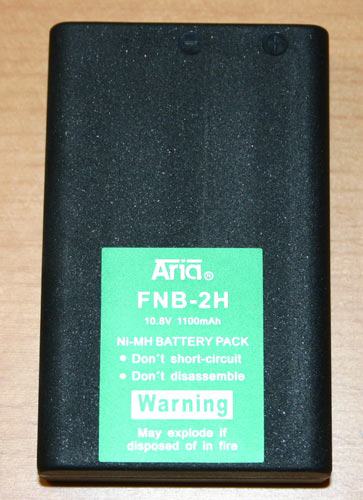 Aria®
FNB-2H
10.8V 1100mAh
Ni-MH BATTERY PACK
• Don't short-circuit
• Don't disassemble
Warning
May explode if
disposed of in fire